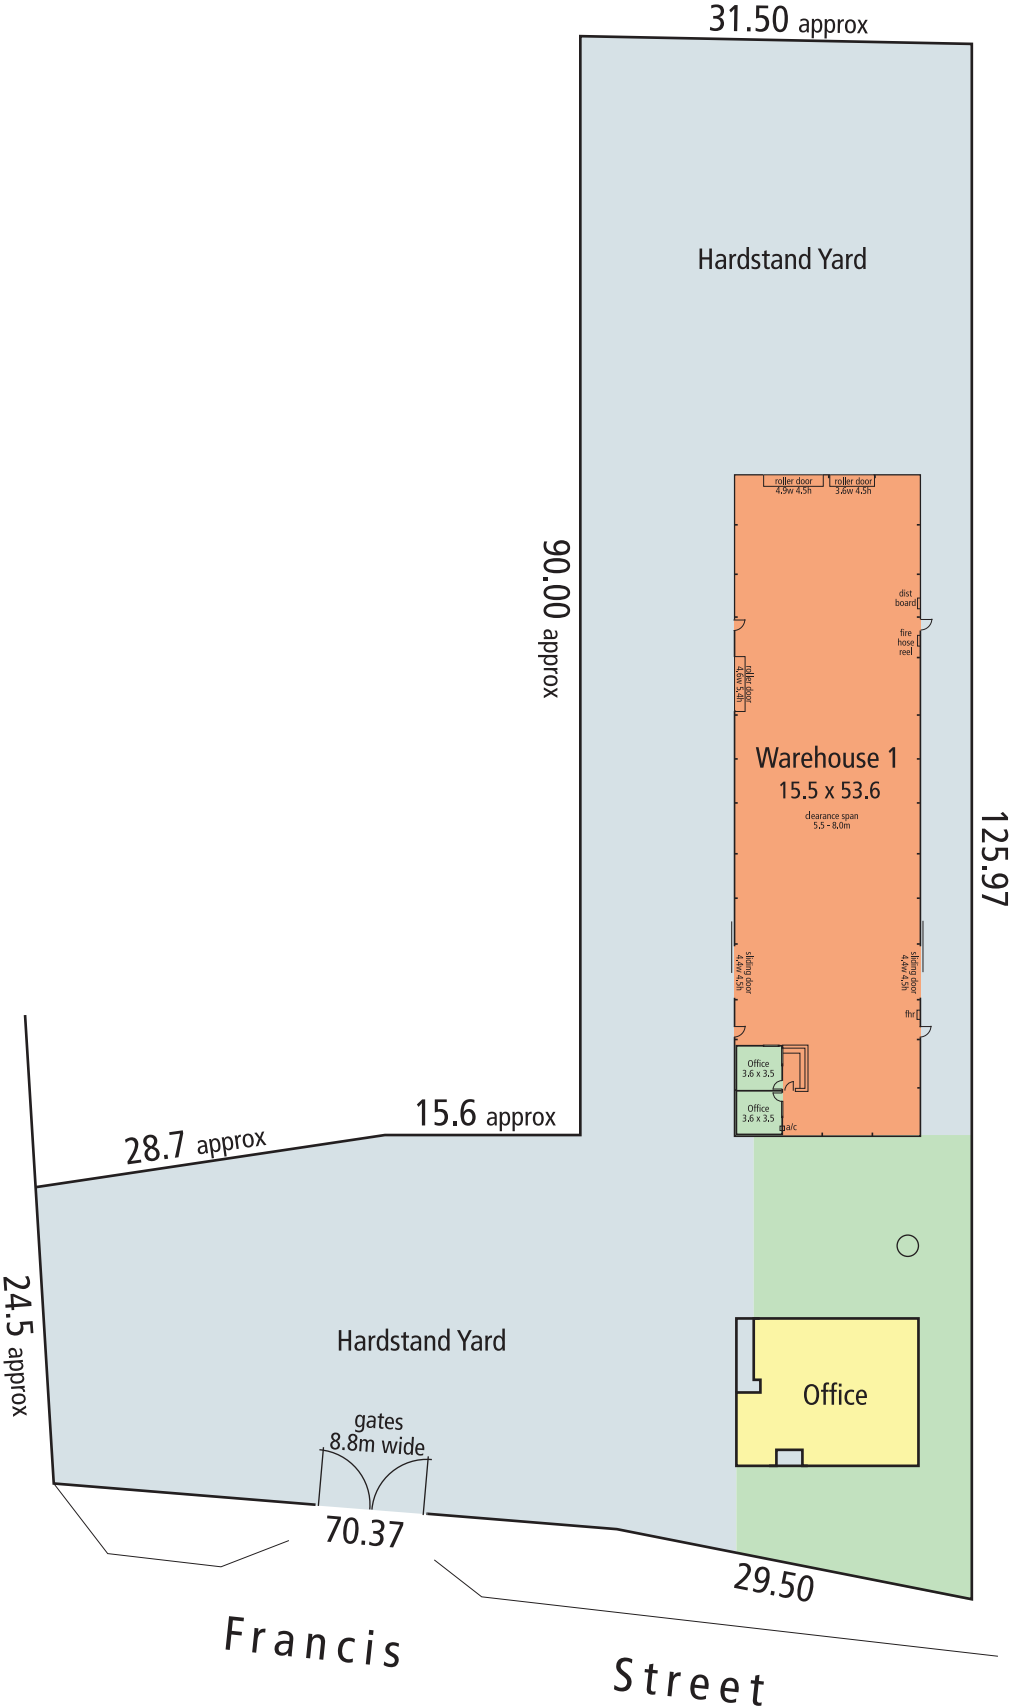 31.50 approx
Hardstand Yard
roller door
4.9w 4.5h
roller door
3.6w 4.5h
90.00 approx
dist
board
fire
hose
reel
roller door
4.6w 5.4h
Warehouse 1
15.5 x 53.6
clearance span
5.5 - 8.0m
125.97
sliding door
4.4w 4.5h
sliding door
4.4w 4.5h
fhr
Office
3.6 x 3.5
Office
3.6 x 3.5
a/c
15.6 approx
28.7 approx
24.5 approx
Hardstand Yard
Office
gates
8.8m wide
70.37
29.50
Francis Street